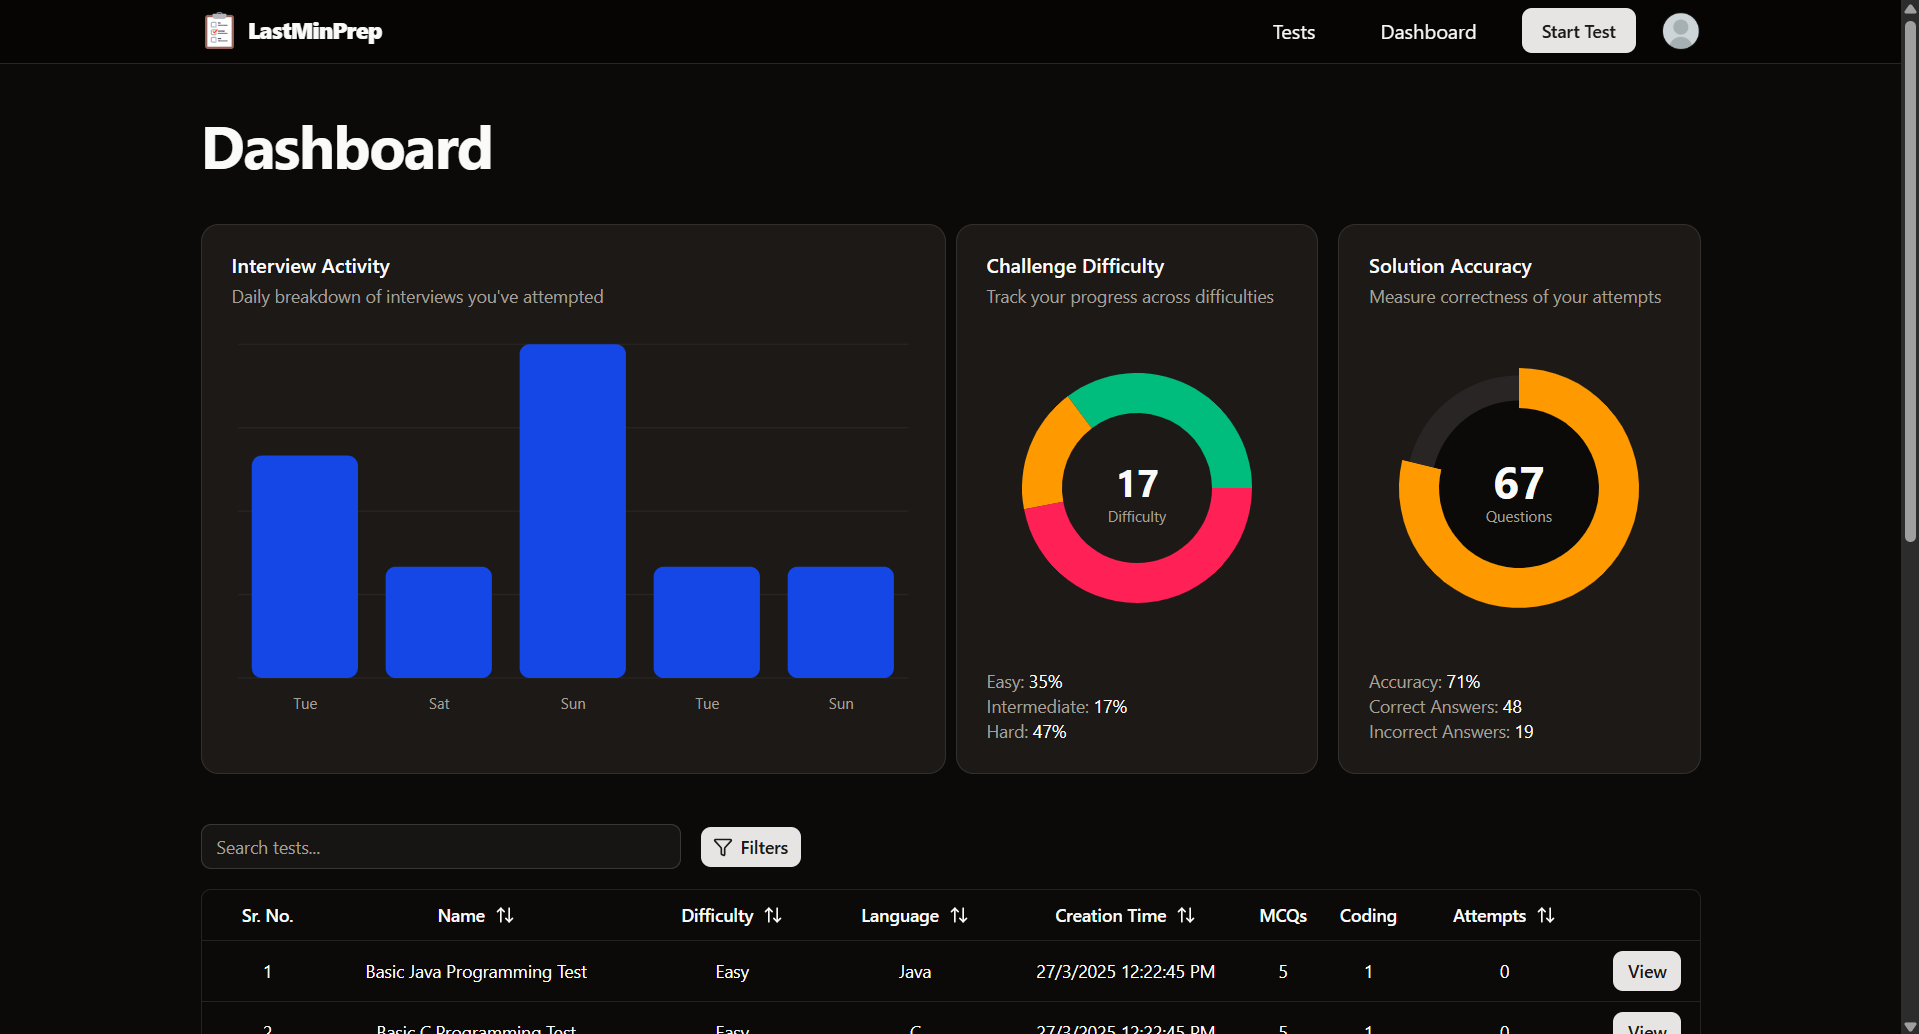 LastMinPrep
Tests
Dashboard
Start Test
Dashboard
Interview Activity
Daily breakdown of interviews you've attempted
Tue
Sat
Sun
Tue
Sun
Challenge Difficulty
Track your progress across difficulties
17
Difficulty
Easy: 35%
Intermediate: 17%
Hard: 47%
Solution Accuracy
Measure correctness of your attempts
67
Questions
Accuracy: 71%
Correct Answers: 48
Incorrect Answers: 19
Search tests...
Filters
Sr. No. Name Difficulty Language Creation Time MCQs Coding Attempts
1 Basic Java Programming Test Easy Java 27/3/2025 12:22:45 PM 5 1 0 View
2 Basic C Programming Test Easy C 27/3/2025 12:22:45 PM 5 1 0 View